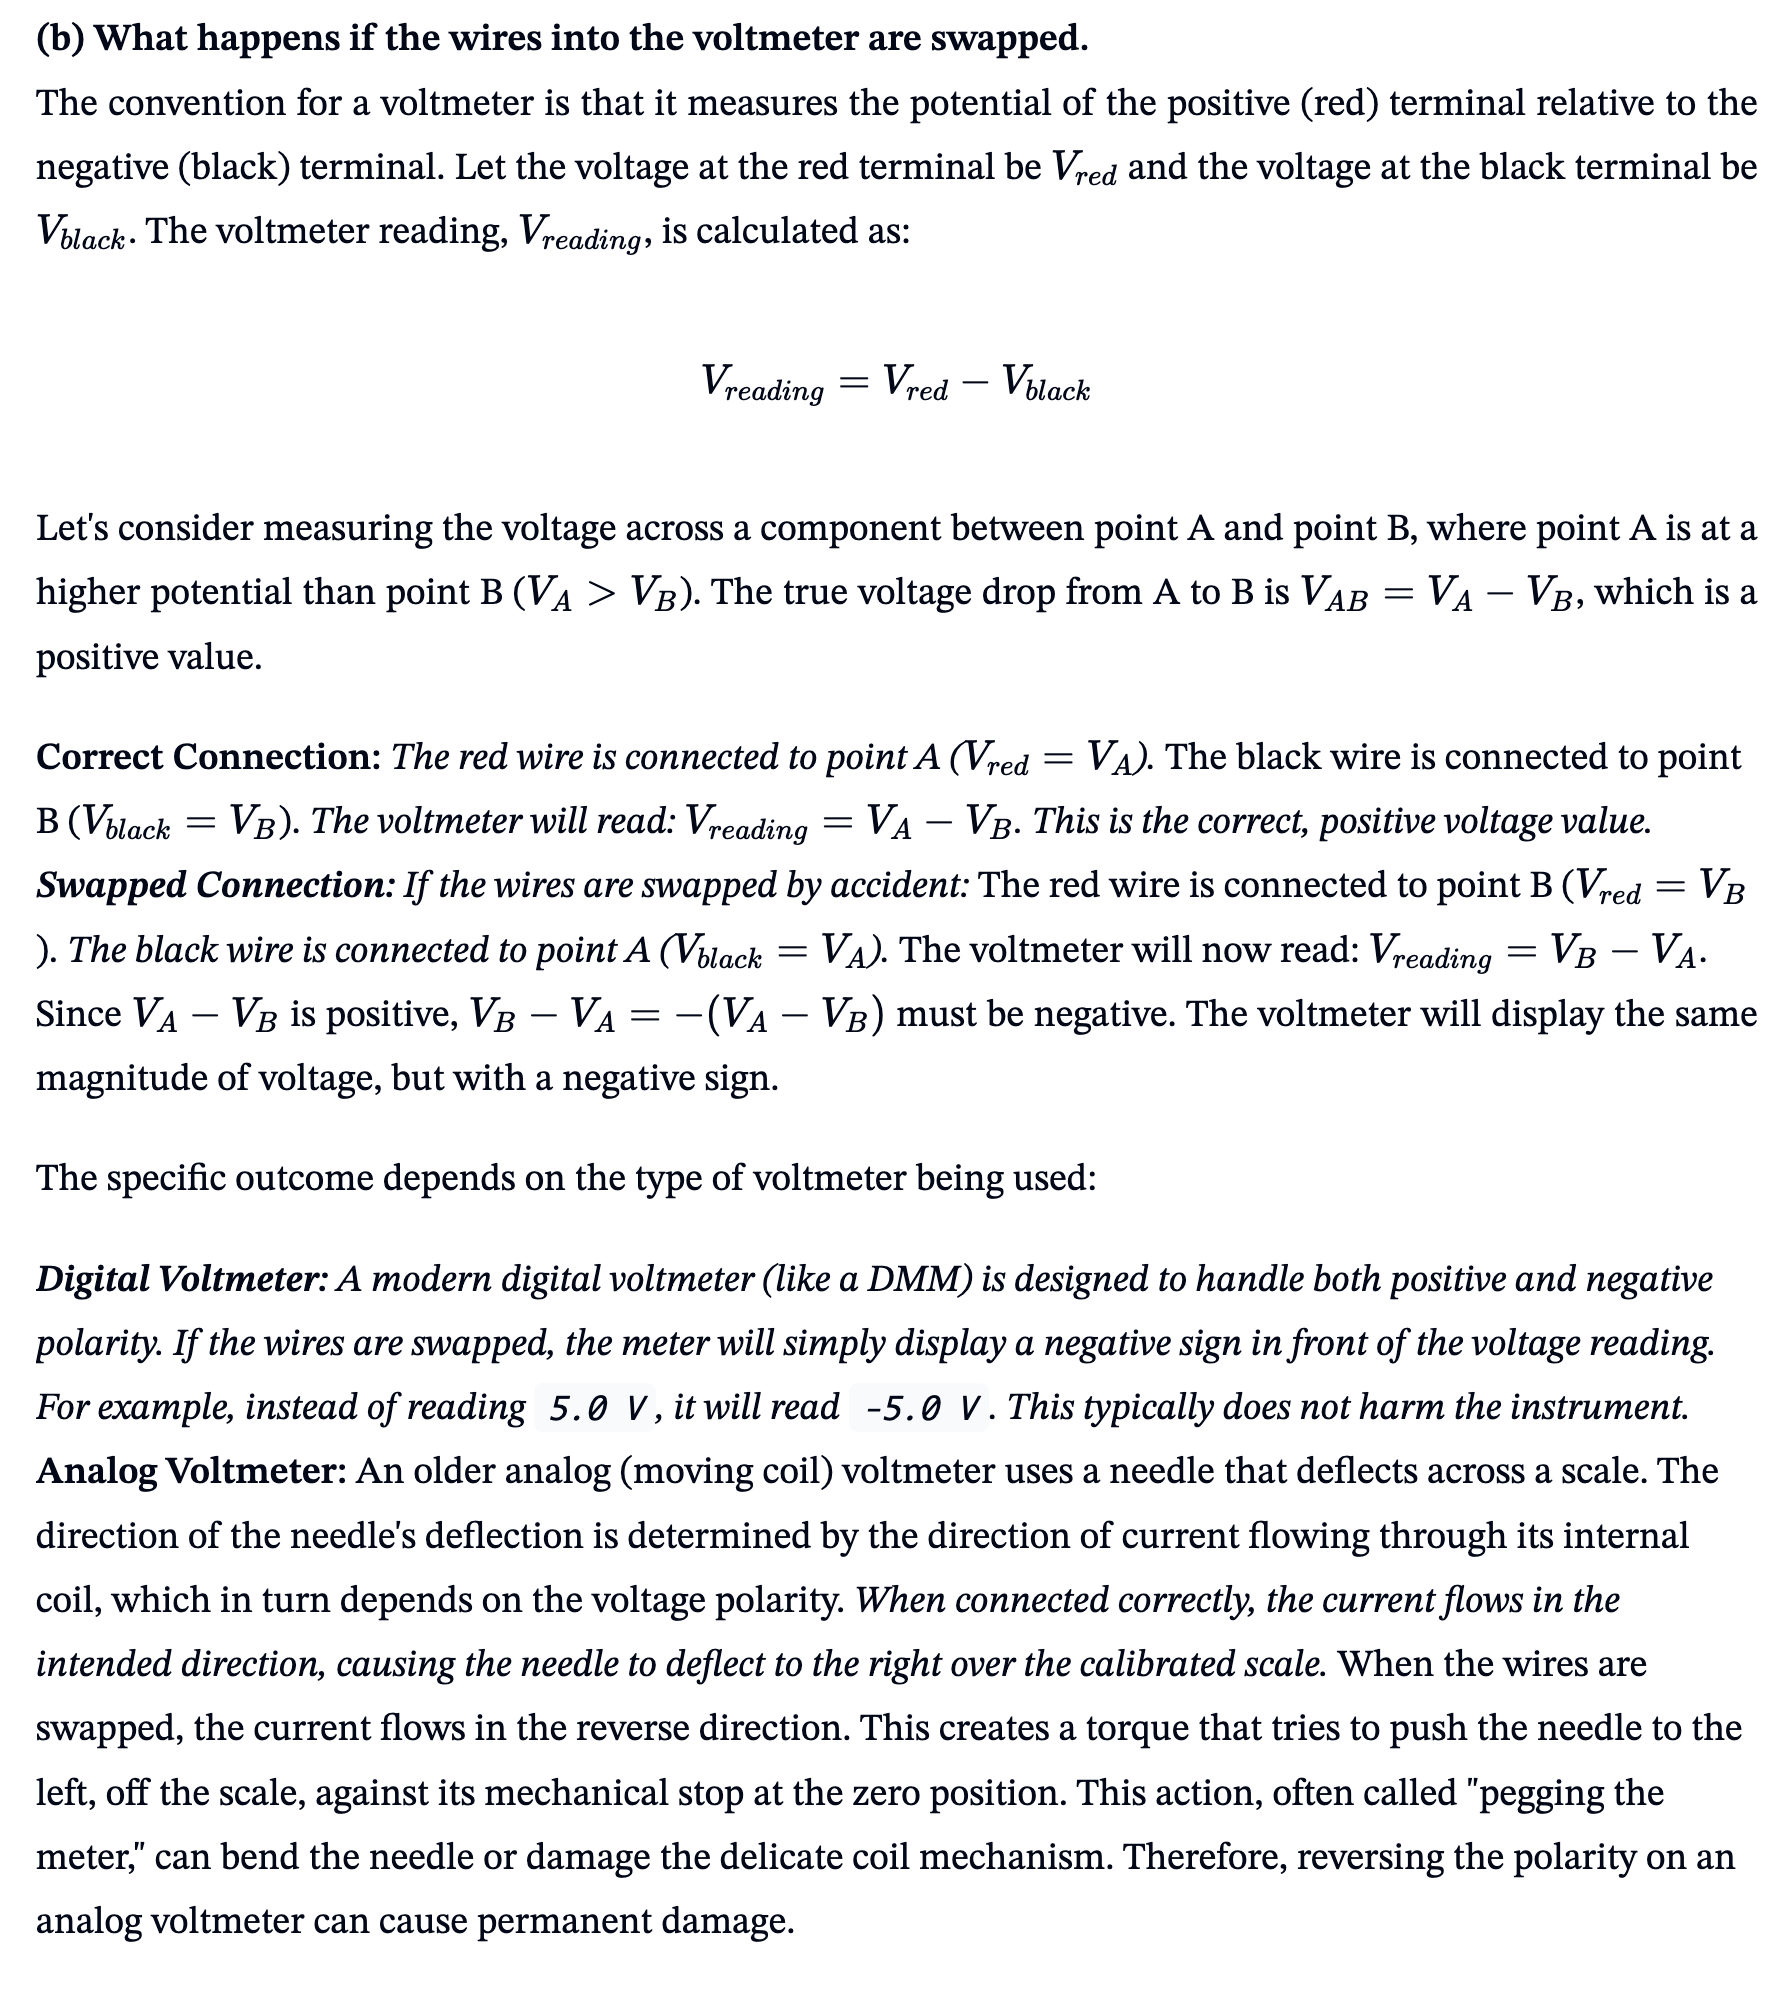 (b) What happens if the wires into the voltmeter are swapped.
The convention for a voltmeter is that it measures the potential of the positive (red) terminal relative to the
negative (black) terminal. Let the voltage at the red terminal be $V_{red}$ and the voltage at the black terminal be
$V_{black}$. The voltmeter reading, $V_{reading}$, is calculated as:
$V_{reading} = V_{red} - V_{black}$
Let's consider measuring the voltage across a component between point A and point B, where point A is at a
higher potential than point B ($V_A > V_B$). The true voltage drop from A to B is $V_{AB} = V_A - V_B$, which is a
positive value.
Correct Connection: The red wire is connected to point A ($V_{red} = V_A$). The black wire is connected to point
B ($V_{black} = V_B$). The voltmeter will read: $V_{reading} = V_A - V_B$. This is the correct, positive voltage value.
Swapped Connection: If the wires are swapped by accident: The red wire is connected to point B ($V_{red} = V_B$
). The black wire is connected to point A ($V_{black} = V_A$). The voltmeter will now read: $V_{reading} = V_B - V_A$.
Since $V_A - V_B$ is positive, $V_B - V_A = -(V_A - V_B)$ must be negative. The voltmeter will display the same
magnitude of voltage, but with a negative sign.
The specific outcome depends on the type of voltmeter being used:
Digital Voltmeter: A modern digital voltmeter (like a DMM) is designed to handle both positive and negative
polarity. If the wires are swapped, the meter will simply display a negative sign in front of the voltage reading.
For example, instead of reading 5.0 V, it will read -5.0 V. This typically does not harm the instrument.
Analog Voltmeter: An older analog (moving coil) voltmeter uses a needle that deflects across a scale. The
direction of the needle's deflection is determined by the direction of current flowing through its internal
coil, which in turn depends on the voltage polarity. When connected correctly, the current flows in the
intended direction, causing the needle to deflect to the right over the calibrated scale. When the wires are
swapped, the current flows in the reverse direction. This creates a torque that tries to push the needle to the
left, off the scale, against its mechanical stop at the zero position. This action, often called "pegging the
meter," can bend the needle or damage the delicate coil mechanism. Therefore, reversing the polarity on an
analog voltmeter can cause permanent damage.